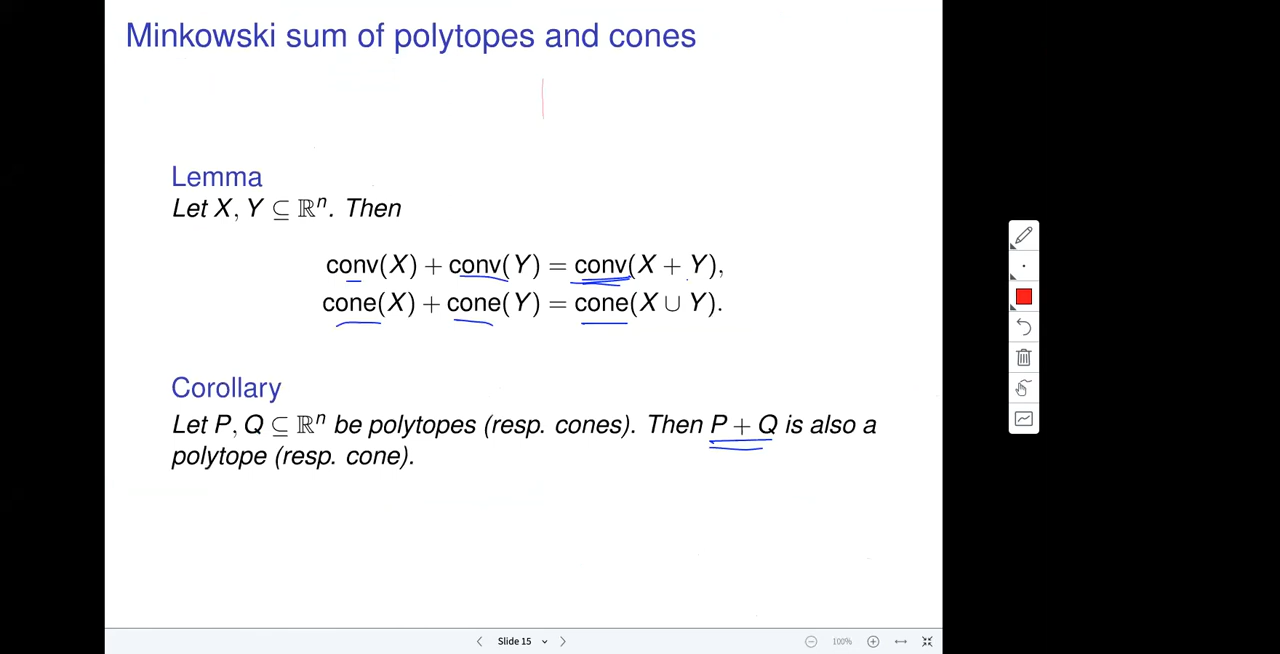 Minkowski sum of polytopes and cones
Lemma
Let X, Y ⊆ ℝⁿ. Then
conv(X) + conv(Y) = conv(X + Y),
cone(X) + cone(Y) = cone(X ∪ Y).
Corollary
Let P, Q ⊆ ℝⁿ be polytopes (resp. cones). Then P + Q is also a
polytope (resp. cone).
Slide 15
100%